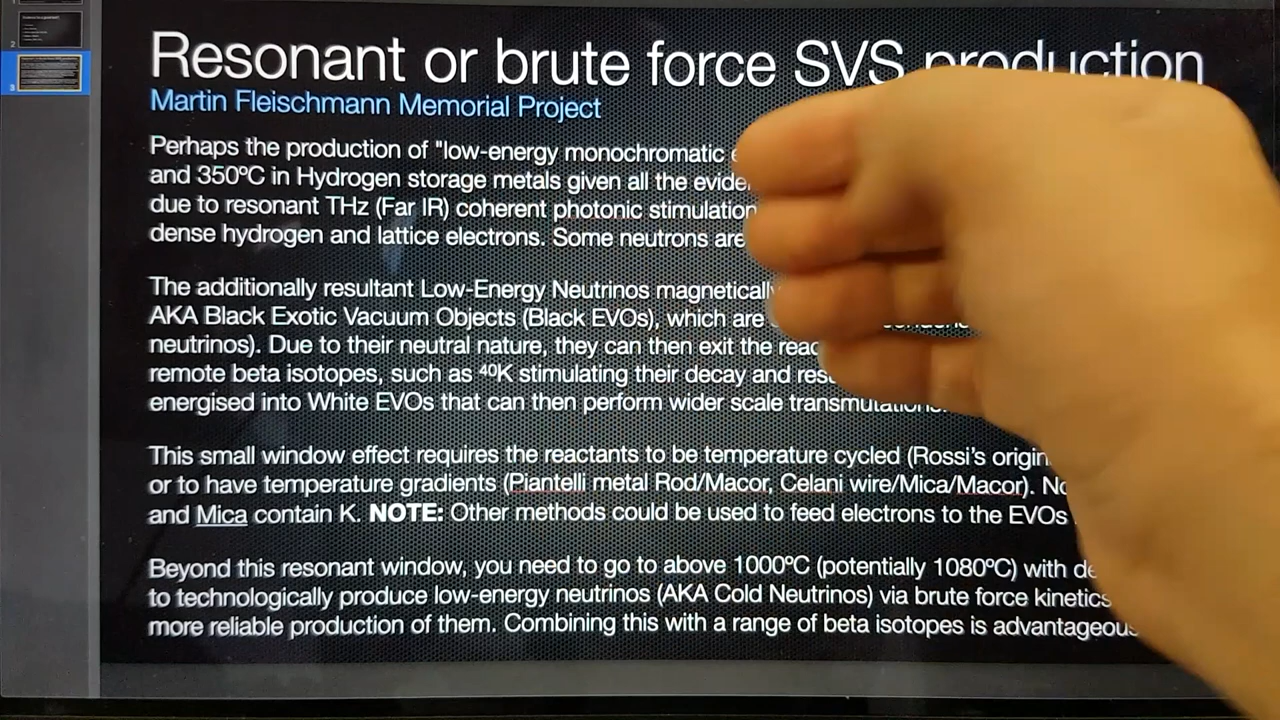 Resonant or brute force SVS production
Martin Fleischmann Memorial Project
Perhaps the production of "low-energy monochromatic
and 350ºC in Hydrogen storage metals given all the
due to resonant THz (Far IR) coherent photonic stimulation
dense hydrogen and lattice electrons. Some neutrons are
The additionally resultant Low-Energy Neutrinos
AKA Black Exotic Vacuum Objects (Black EVOs), which are
neutrinos). Due to their neutral nature, they can then exit the
remote beta isotopes, such as ⁴⁰K stimulating their decay and
energised into White EVOs that can then perform wider scale transmutations.
This small window effect requires the reactants to be temperature cycled (Rossi's
or to have temperature gradients (Piantelli metal Rod/Macor, Celani wire/Mica/Macor).
and Mica contain K. NOTE: Other methods could be used to feed electrons to the EVOs
Beyond this resonant window, you need to go to above 1000ºC (potentially 1080ºC) with
to technologically produce low-energy neutrinos (AKA Cold Neutrinos) via brute force kinetics
more reliable production of them. Combining this with a range of beta isotopes is advantageous